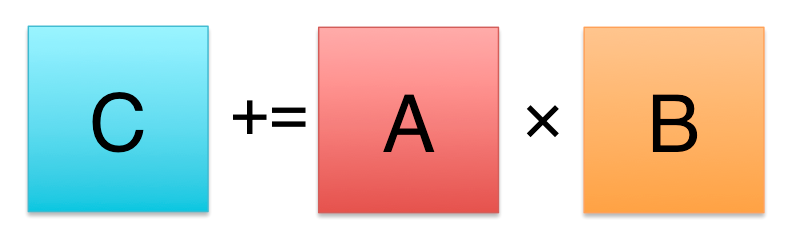 C += A × B